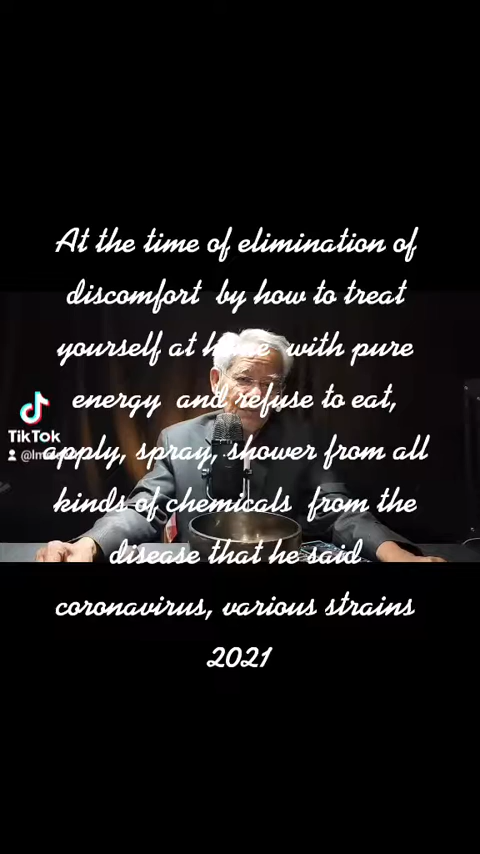 At the time of elimination of
discomfort by how to treat
yourself at home with pure
energy and refuse to eat,
TikTok
apply, spray, shower from all
kinds of chemicals from the
disease that he said
coronavirus, various strains
2021